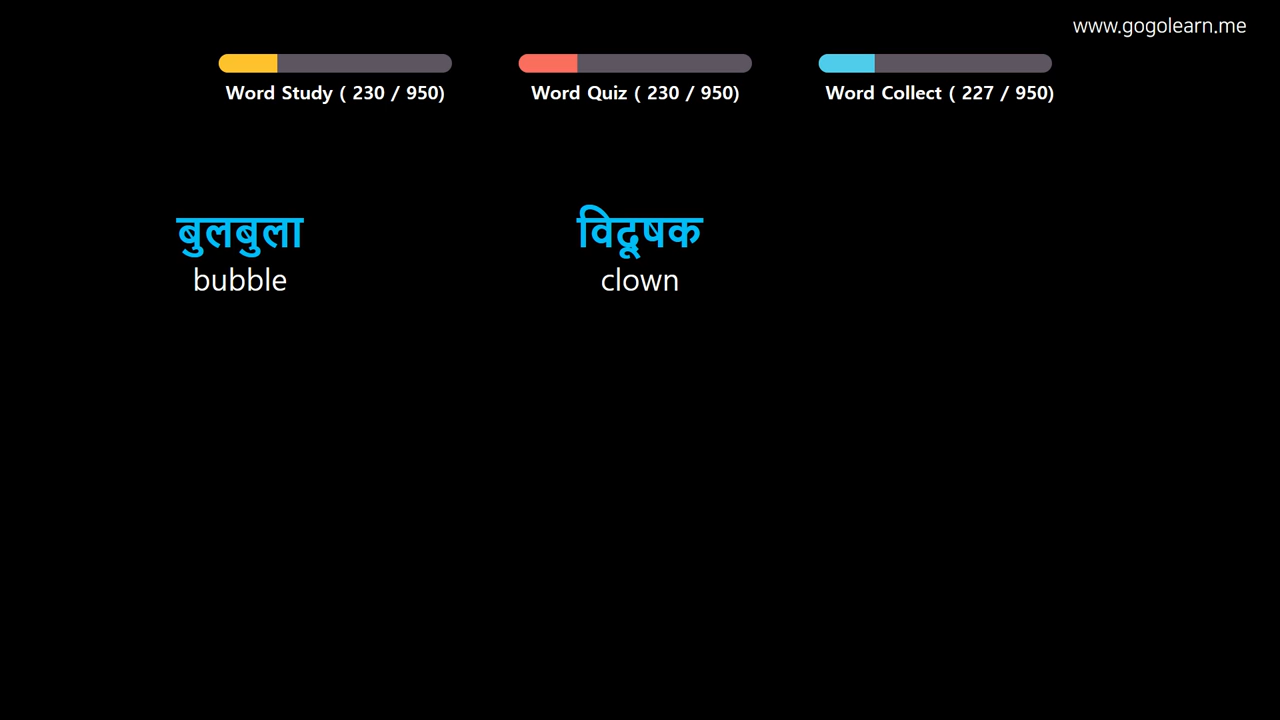 www.gogolearn.me
Word Study ( 230 / 950)
Word Quiz ( 230 / 950)
Word Collect ( 227 / 950)
बुलबुला
bubble
विदूषक
clown